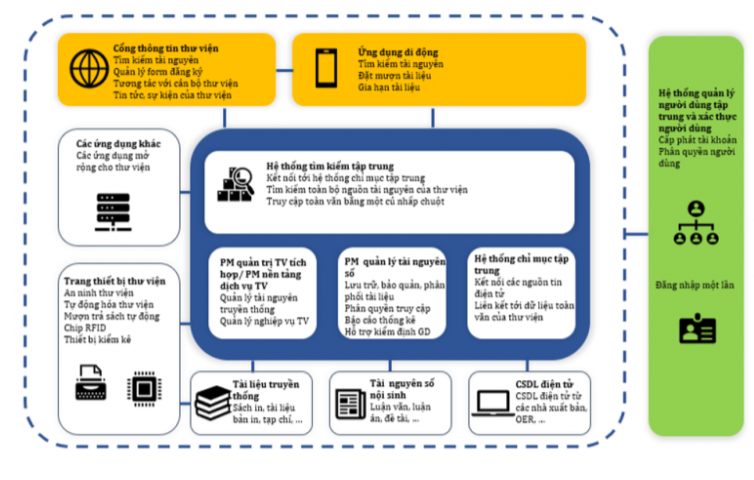 Cổng thông tin thư viện
Tìm kiếm tài nguyên
Quản lý form đăng ký
Tương tác với cán bộ thư viện
Tin tức, sự kiện của thư viện
Ứng dụng di động
Tìm kiếm tài nguyên
Đặt mượn tài liệu
Gia hạn tài liệu
Các ứng dụng khác
Các ứng dụng mở
rộng cho thư viện
Hệ thống tìm kiếm tập trung
Kết nối tới hệ thống chỉ mục tập trung
Tìm kiếm toàn bộ nguồn tài nguyên của thư viện
Truy cập toàn văn bằng một cú nhấp chuột
Trang thiết bị thư viện
An ninh thư viện
Tự động hóa thư viện
Mượn trả sách tự động
Chip RFID
Thiết bị kiểm kê
PM quản trị TV tích
hợp/ PM nền tảng
dịch vụ TV
Quản lý tài nguyên
truyền thống
Quản lý nghiệp vụ TV
PM quản lý tài nguyên
số
Lưu trữ, bảo quản, phân
phối tài liệu
Phân quyền truy cập
Báo cáo thống kê
Hỗ trợ kiểm định GD
Hệ thống chỉ mục tập
trung
Kết nối các nguồn tin
điện tử
Liên kết tới dữ liệu toàn
văn của thư viện
Tài liệu truyền
thống
Sách in, tài liệu
bản in, tạp chí, ...
Tài nguyên số
nội sinh
Luận văn, luận
án, đề tài, ...
CSDL điện tử
CSDL điện tử từ
các nhà xuất bản,
OER, ...
Hệ thống quản lý
người dùng tập
trung và xác thực
người dùng
Cấp phát tài khoản
Phân quyền người
dùng
Đăng nhập một lần